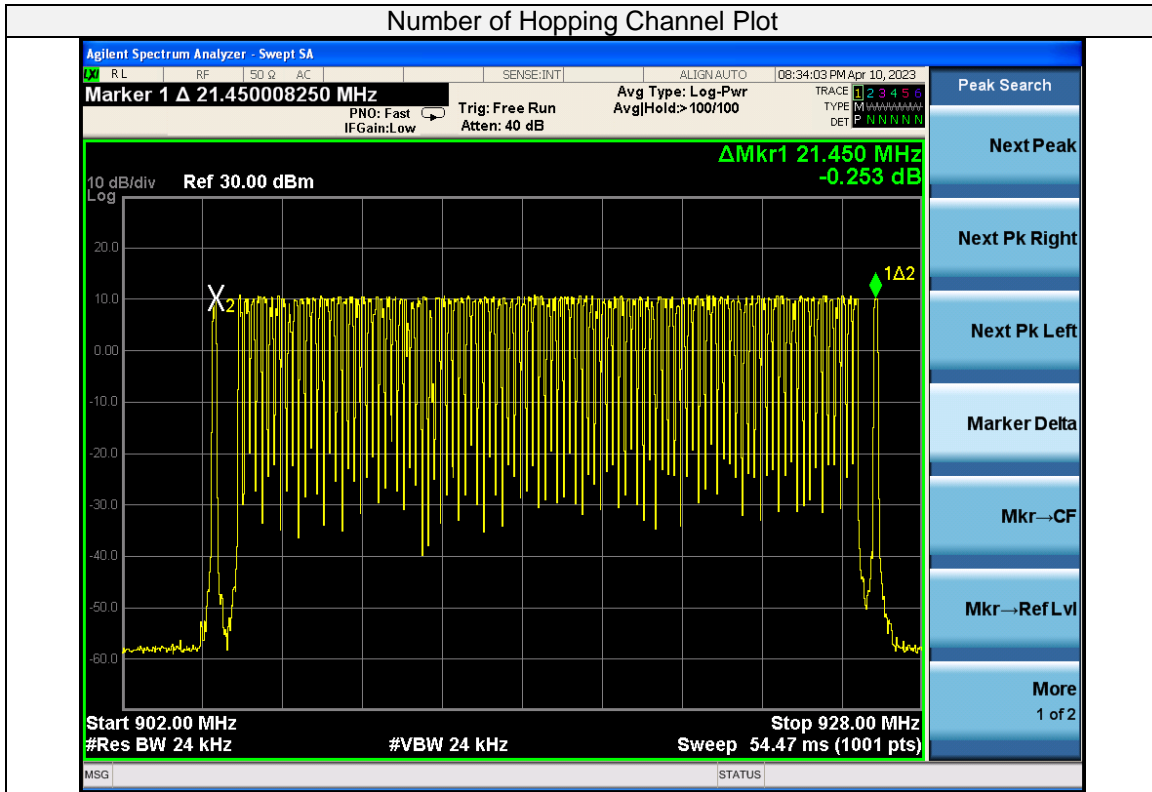 Number of Hopping Channel Plot
Agilent Spectrum Analyzer - Swept SA
LXI RL RF 50 Ω AC SENSE:INT ALIGN AUTO 08:34:03 PM Apr 10, 2023
Marker 1 Δ 21.450008250 MHz
PNO: Fast
IFGain:Low
Trig: Free Run
Atten: 40 dB
Avg Type: Log-Pwr
Avg|Hold:>100/100
TRACE 1 2 3 4 5 6
TYPE M WWWWW
DET P N N N N N
ΔMkr1 21.450 MHz
-0.253 dB
10 dB/div Ref 30.00 dBm
Log
20.0
10.0
0.00
-10.0
-20.0
-30.0
-40.0
-50.0
-60.0
X2
1Δ2
Start 902.00 MHz Stop 928.00 MHz
#Res BW 24 kHz #VBW 24 kHz Sweep 54.47 ms (1001 pts)
MSG STATUS
Peak Search
Next Peak
Next Pk Right
Next Pk Left
Marker Delta
Mkr→CF
Mkr→Ref Lvl
More
1 of 2